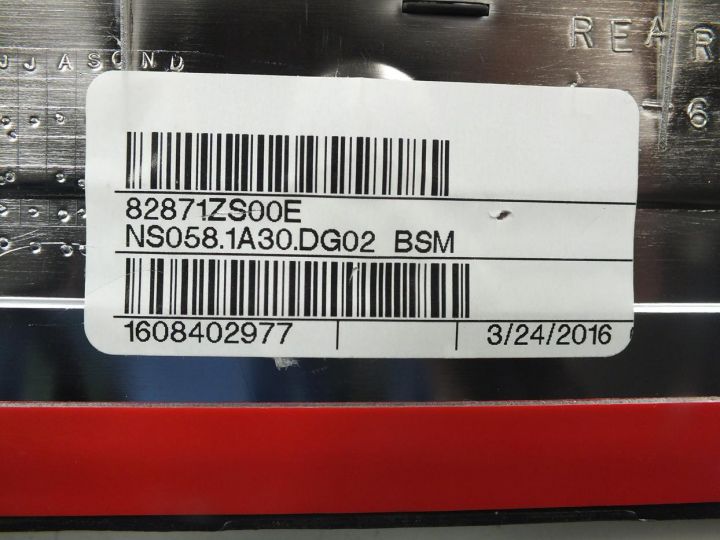 REAR
JJASOND
-6
82871ZS00E
NS058.1A30.DG02 BSM
1608402977 3/24/2016